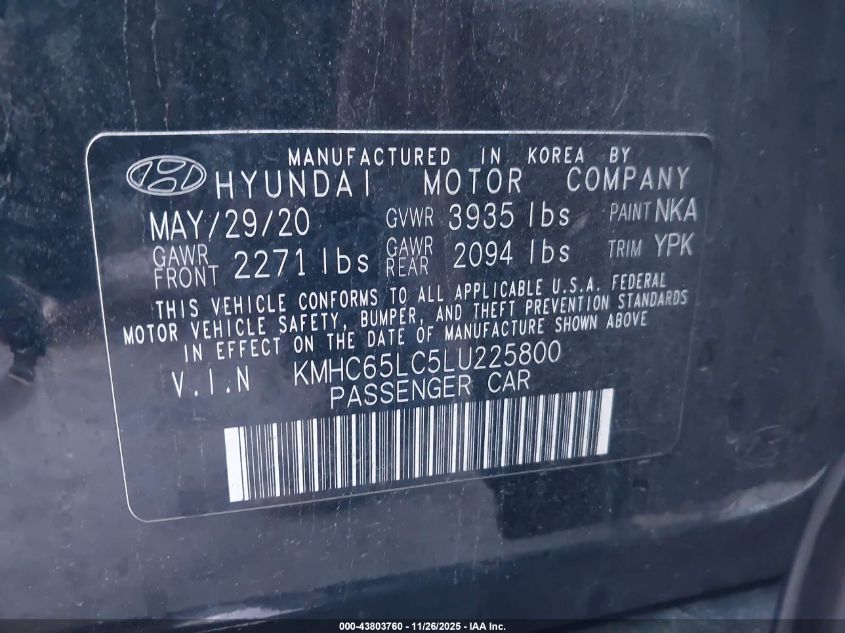 MANUFACTURED IN KOREA BY
HYUNDAI MOTOR COMPANY
MAY/29/20 GVWR 3935 lbs PAINT NKA
GAWR FRONT 2271 lbs GAWR REAR 2094 lbs TRIM YPK
THIS VEHICLE CONFORMS TO ALL APPLICABLE U.S.A. FEDERAL
MOTOR VEHICLE SAFETY, BUMPER, AND THEFT PREVENTION STANDARDS
IN EFFECT ON THE DATE OF MANUFACTURE SHOWN ABOVE
V.I.N KMHC65LC5LU225800
PASSENGER CAR
000-43803760 - 11/26/2025 - IAA Inc.